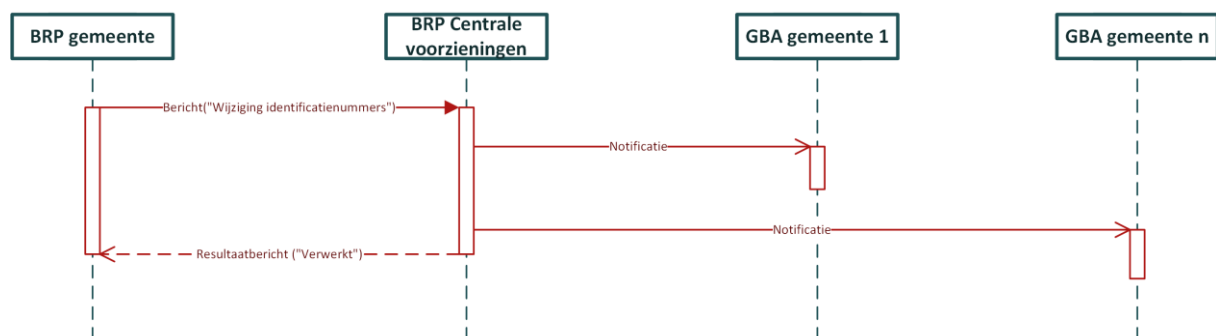 BRP gemeente
BRP Centrale
voorzieningen
GBA gemeente 1
GBA gemeente n
Bericht("Wijziging identificatienummers")
Notificatie
Notificatie
Resultaatbericht ("Verwerkt")